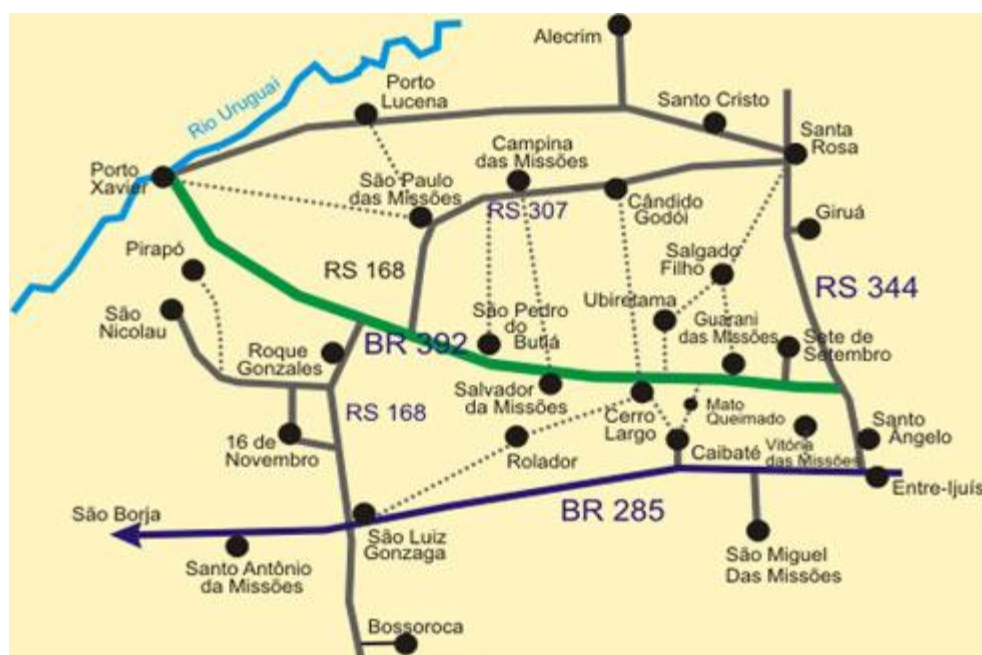 Alecrim
Porto
Lucena
Santo Cristo
Rio Uruguai
Santa
Rosa
Campina
das Missões
Porto
Xavier
São Paulo
das Missões
RS 307
Cândido
Godói
Giruá
Pirapó
RS 168
Salgado
Filho
RS 344
São
Nicolau
Ubiretama
São Pedro
do
Butiá
Guarani
das Missões
Sete de
Setembro
BR 392
Roque
Gonzales
Salvador
da Missões
RS 168
Cerro
Largo
Mato
Queimado
Santo
Ângelo
16 de
Novembro
Rolador
Caibaté
Vitória
das Missões
Entre-Ijuís
São Borja
BR 285
São Luiz
Gonzaga
São Miguel
Das Missões
Santo Antônio
da Missões
Bossoroca